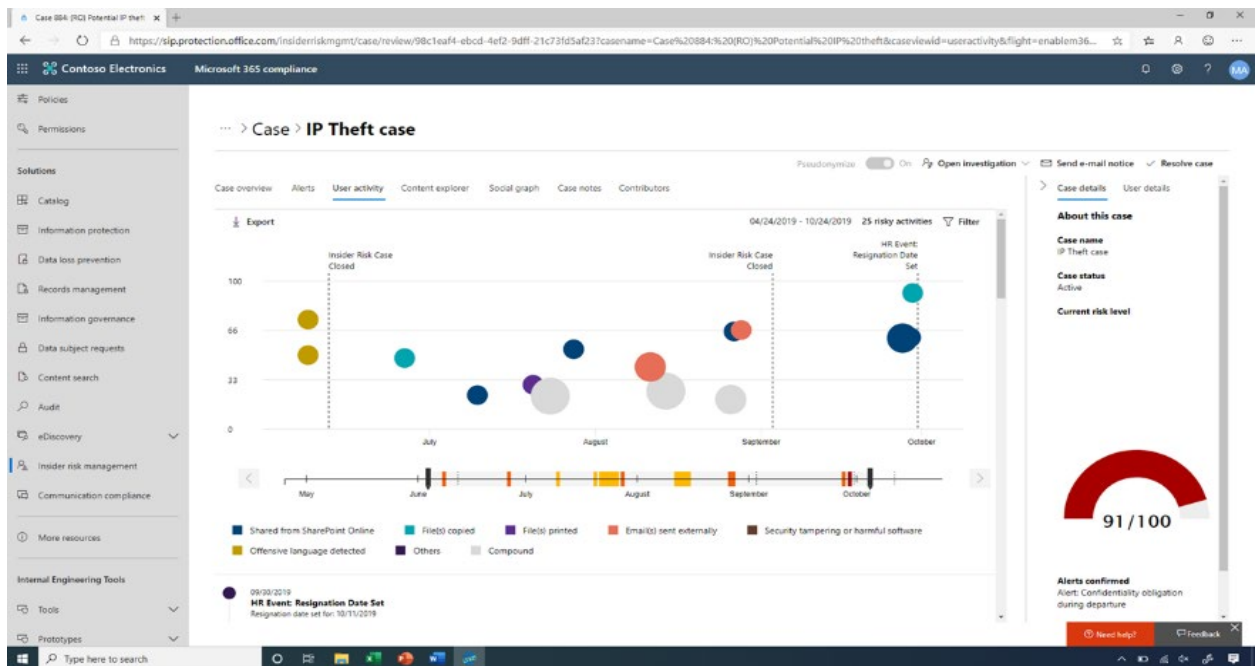 Case 884: (RO) Potential IP theft
https://sip.protection.office.com/insiderriskmgmt/case/review/98c1eaf4-ebcd-4ef2-9dff-21c73fd5af23?casename=Case%20884:%20(RO)%20Potential%20IP%20theft&caseviewid=useractivity&flight=enablem36...
Contoso Electronics
Microsoft 365 compliance
MA
Policies
Permissions
Solutions
Catalog
Information protection
Data loss prevention
Records management
Information governance
Data subject requests
Content search
Audit
eDiscovery
Insider risk management
Communication compliance
More resources
Internal Engineering Tools
Tools
Prototypes
... > Case > IP Theft case
Pseudonymize On Open investigation Send e-mail notice Resolve case
Case overview Alerts User activity Content explorer Social graph Case notes Contributors
Export
04/24/2019 - 10/24/2019 25 risky activities Filter
Insider Risk Case
Closed
Insider Risk Case
Closed
HR Event:
Resignation Date
Set
100
66
33
0
July August September October
May June July August September October
Shared from SharePoint Online File(s) copied File(s) printed Email(s) sent externally Security tampering or harmful software
Offensive language detected Others Compound
09/30/2019
HR Event: Resignation Date Set
Resignation date set for: 10/11/2019
Case details User details
About this case
Case name
IP Theft case
Case status
Active
Current risk level
91/100
Alerts confirmed
Alert: Confidentiality obligation
during departure
Need help? Feedback
Type here to search